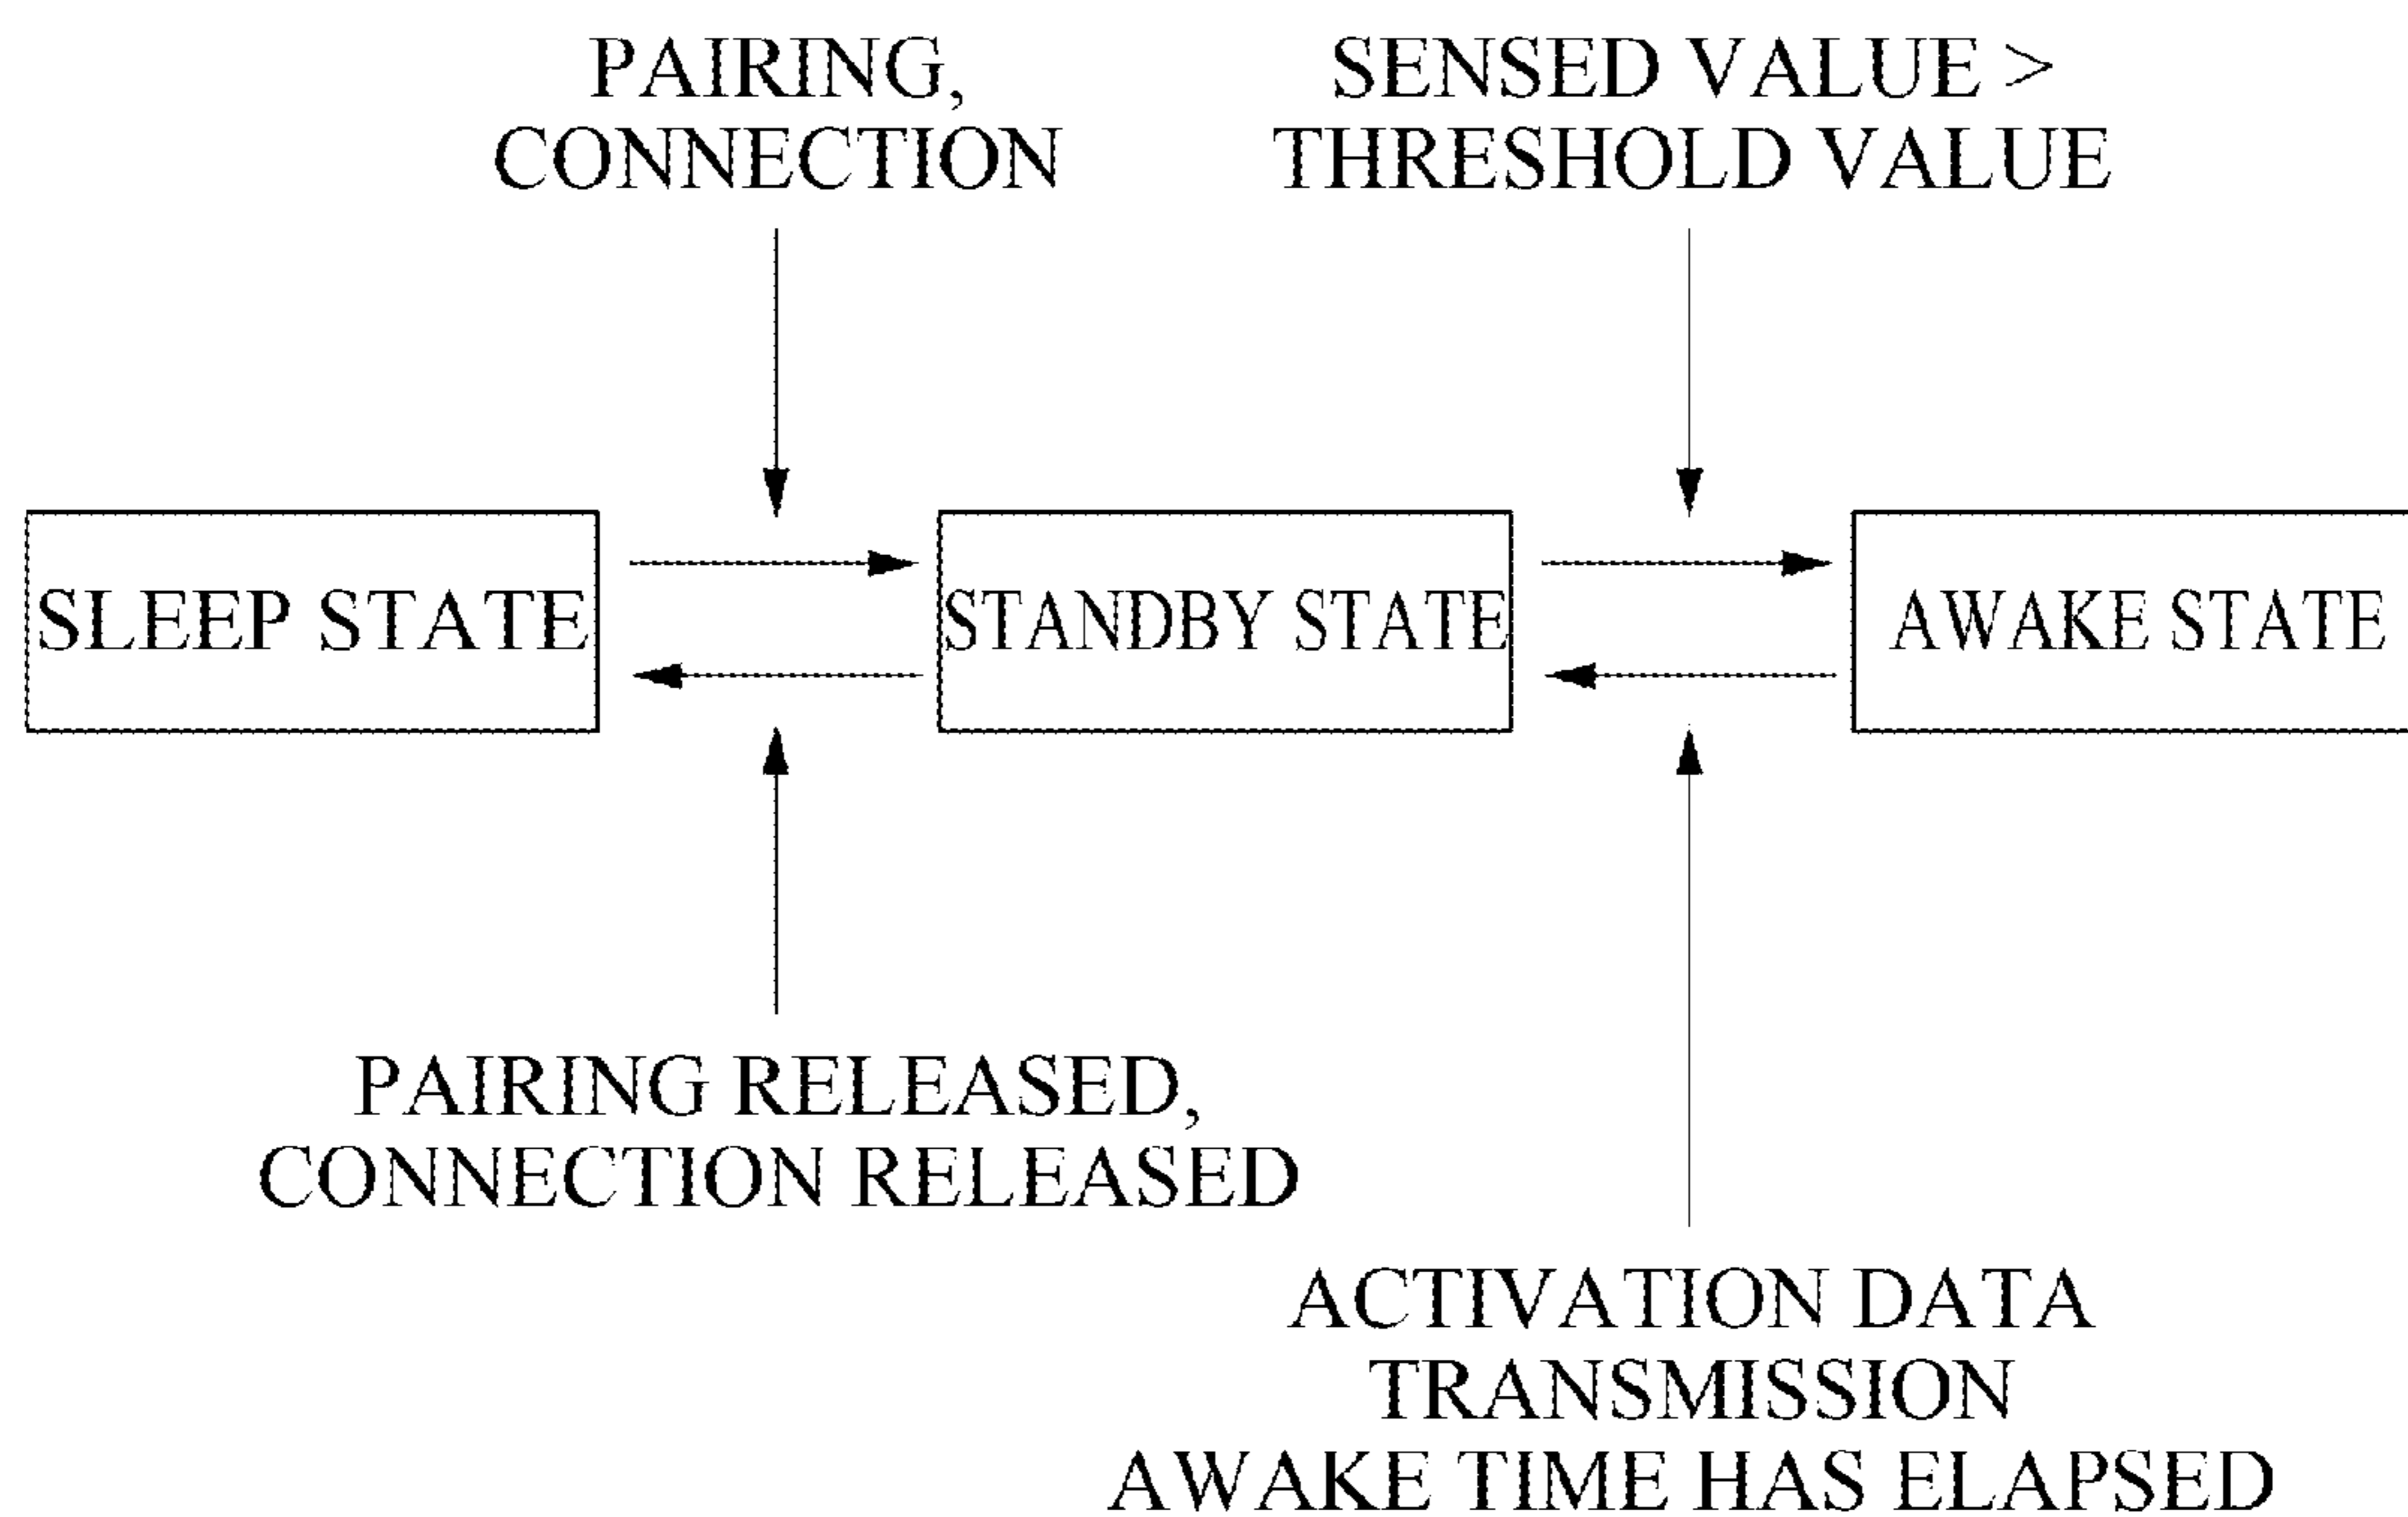 PAIRING,
CONNECTION
SENSED VALUE >
THRESHOLD VALUE
SLEEP STATE
STANDBY STATE
AWAKE STATE
PAIRING RELEASED,
CONNECTION RELEASED
ACTIVATION DATA
TRANSMISSION
AWAKE TIME HAS ELAPSED